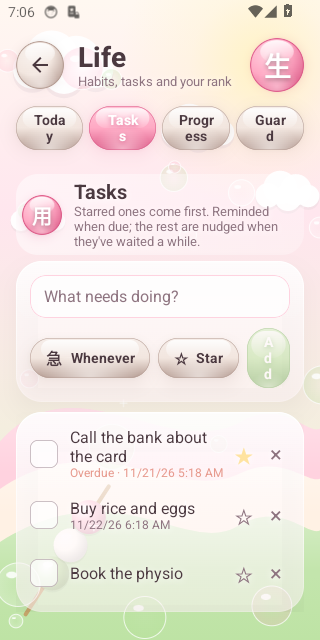 7:06
Life
Habits, tasks and your rank
生
Toda
y
Task
s
Progr
ess
Guar
d
用
Tasks
Starred ones come first. Reminded
when due; the rest are nudged when
they've waited a while.
What needs doing?
急 Whenever
☆ Star
A
d
d
Call the bank about
the card
Overdue · 11/21/26 5:18 AM
★ ×
Buy rice and eggs
11/22/26 6:18 AM
☆ ×
Book the physio
☆ ×